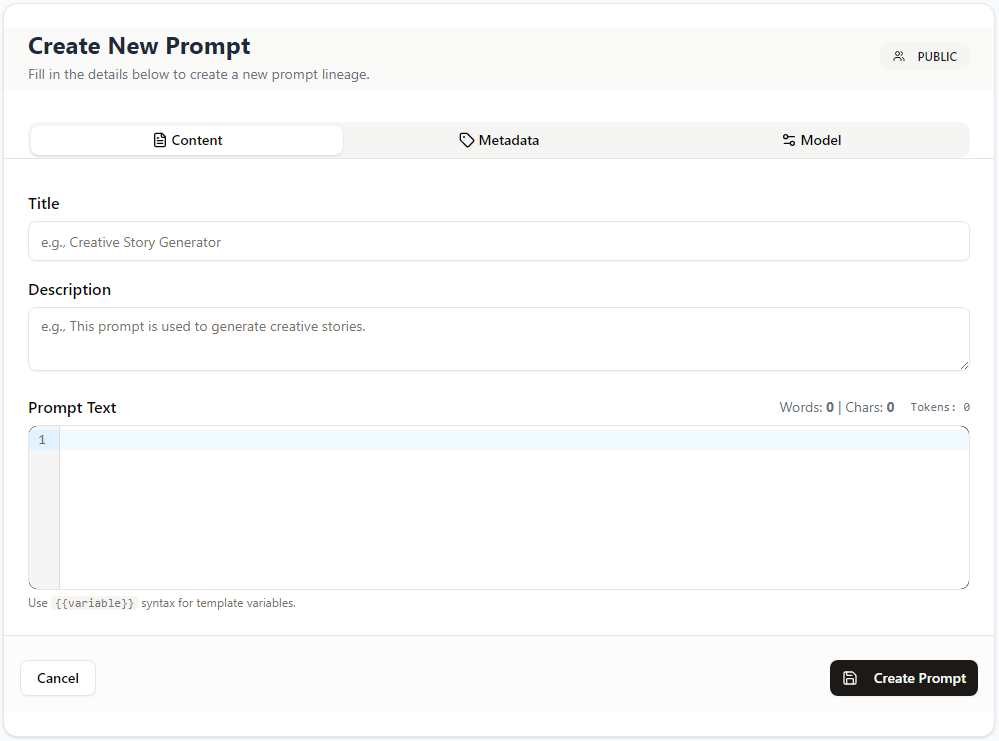 Create New Prompt
Fill in the details below to create a new prompt lineage.
PUBLIC
Content
Metadata
Model
Title
e.g., Creative Story Generator
Description
e.g., This prompt is used to generate creative stories.
Prompt Text
Words: 0 | Chars: 0 Tokens: 0
1
Use {{variable}} syntax for template variables.
Cancel
Create Prompt